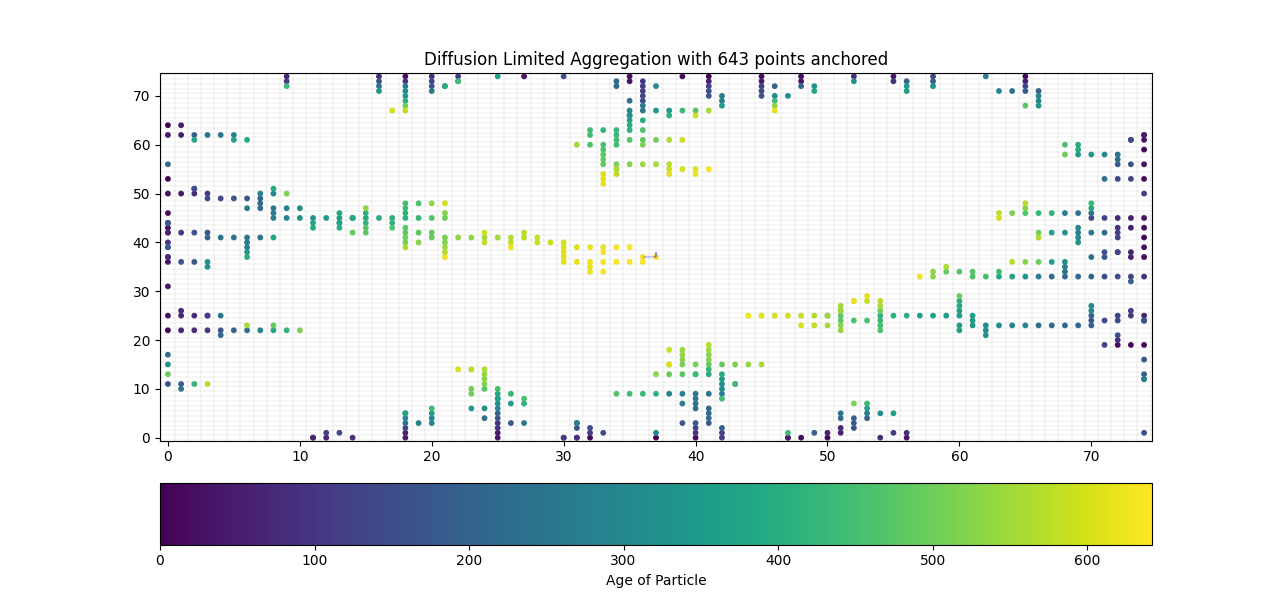 Diffusion Limited Aggregation with 643 points anchored
70
60
50
40
30
20
10
0
0 10 20 30 40 50 60 70
0 100 200 300 400 500 600
Age of Particle